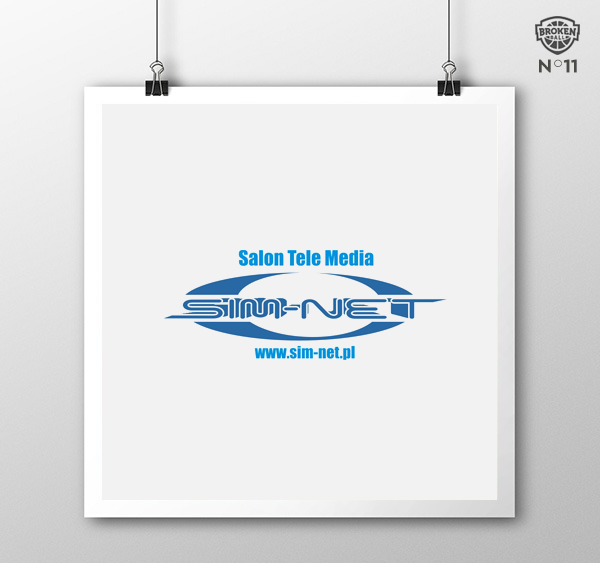 BROKEN
BALL
N°11
Salon Tele Media
SIM-NET
www.sim-net.pl